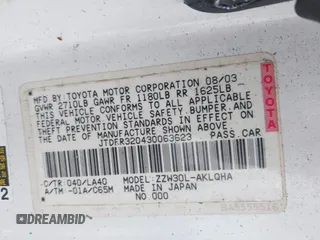 MFD. BY TOYOTA MOTOR CORPORATION 08/03
GVWR 2710LB GAWR FR 1180LB RR 1625LB
THIS VEHICLE CONFORMS TO ALL APPLICABLE
FEDERAL MOTOR VEHICLE SAFETY, BUMPER, AND
THEFT PREVENTION STANDARDS IN EFFECT ON
THE DATE OF MANUFACTURE SHOWN ABOVE.
JTDFR320430063623 PASS.CAR
C/TR: 040/LA40 MODEL: ZZW30L-AKLQHA
A/TM: -01A/C65M MADE IN JAPAN
NO 000
TOYOTA
2
DREAMBID